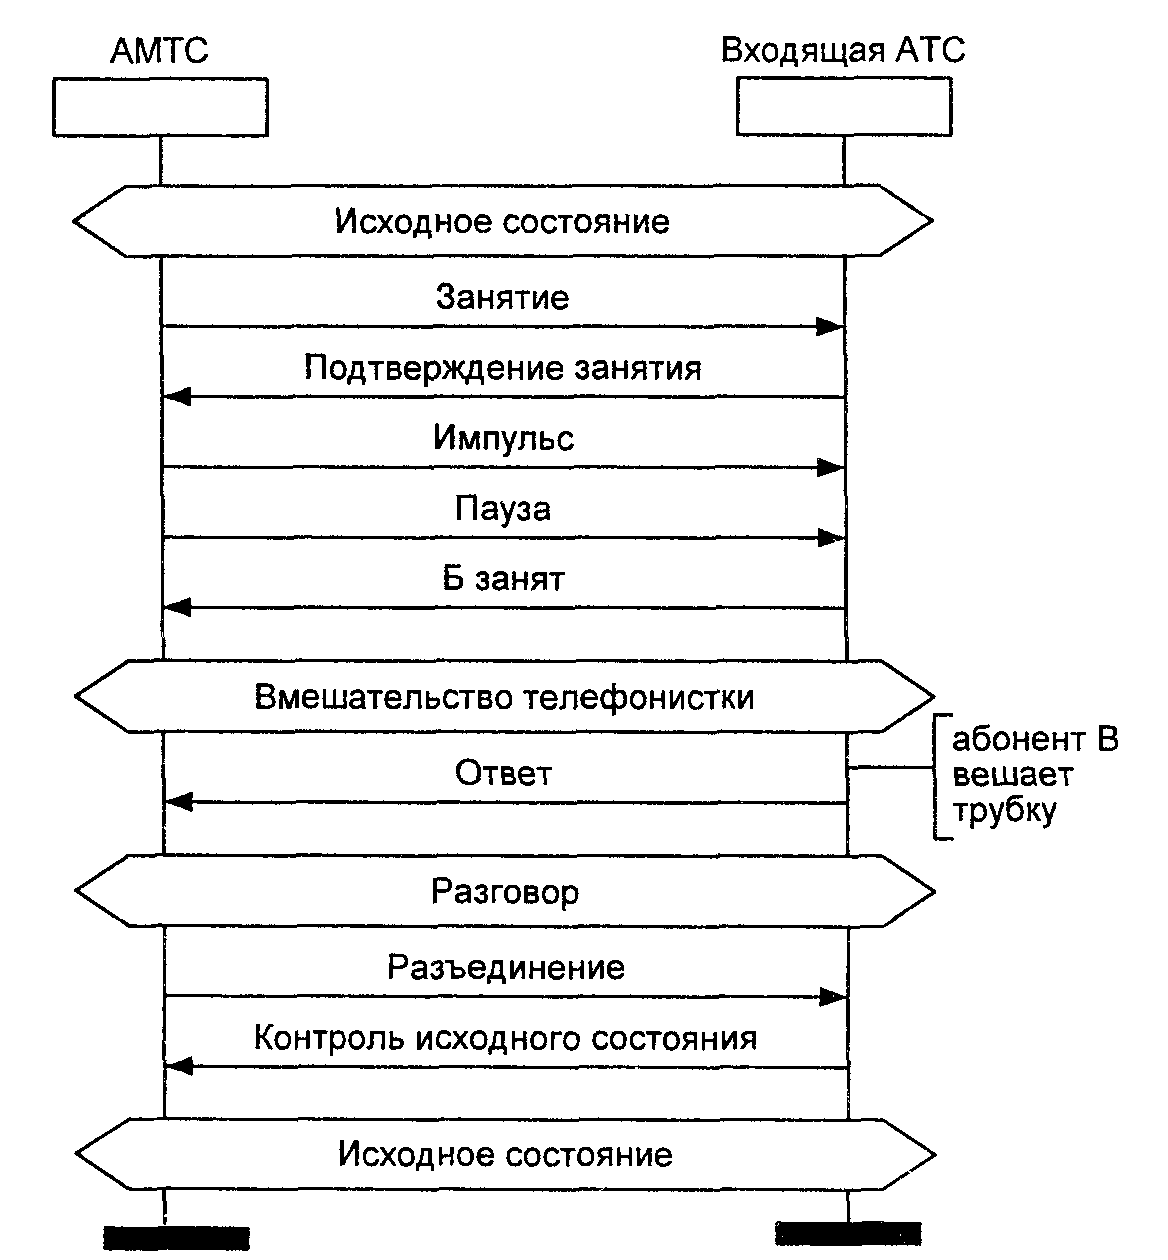 АМТС
Входящая АТС
Исходное состояние
Занятие
Подтверждение занятия
Импульс
Пауза
Б занят
Вмешательство телефонистки
абонент В
вешает
трубку
Ответ
Разговор
Разъединение
Контроль исходного состояния
Исходное состояние